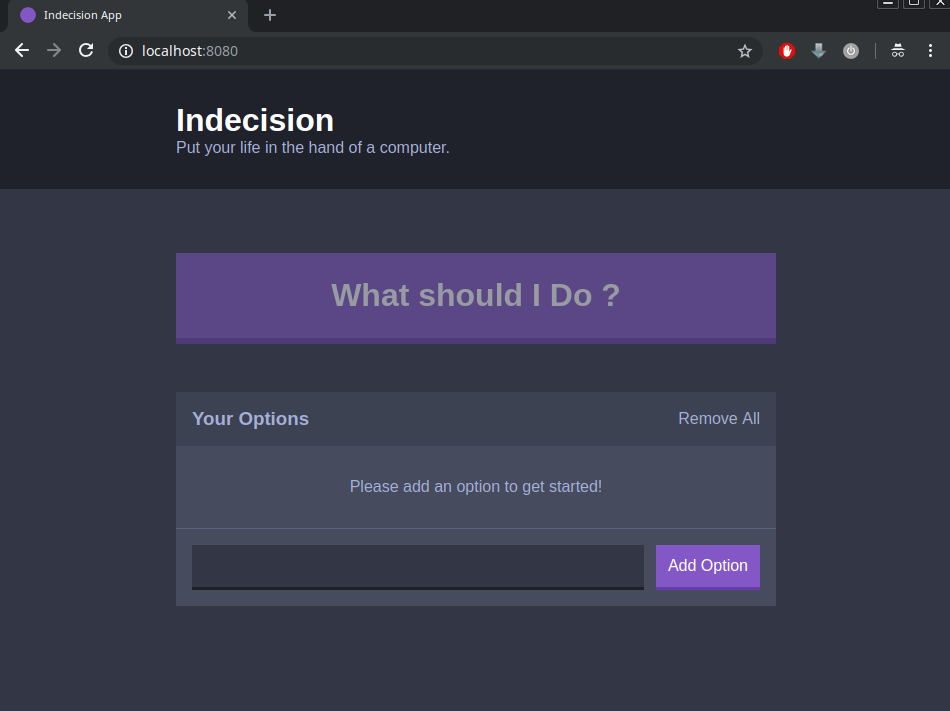 Indecision App
localhost:8080
Indecision
Put your life in the hand of a computer.
What should I Do ?
Your Options
Remove All
Please add an option to get started!
Add Option